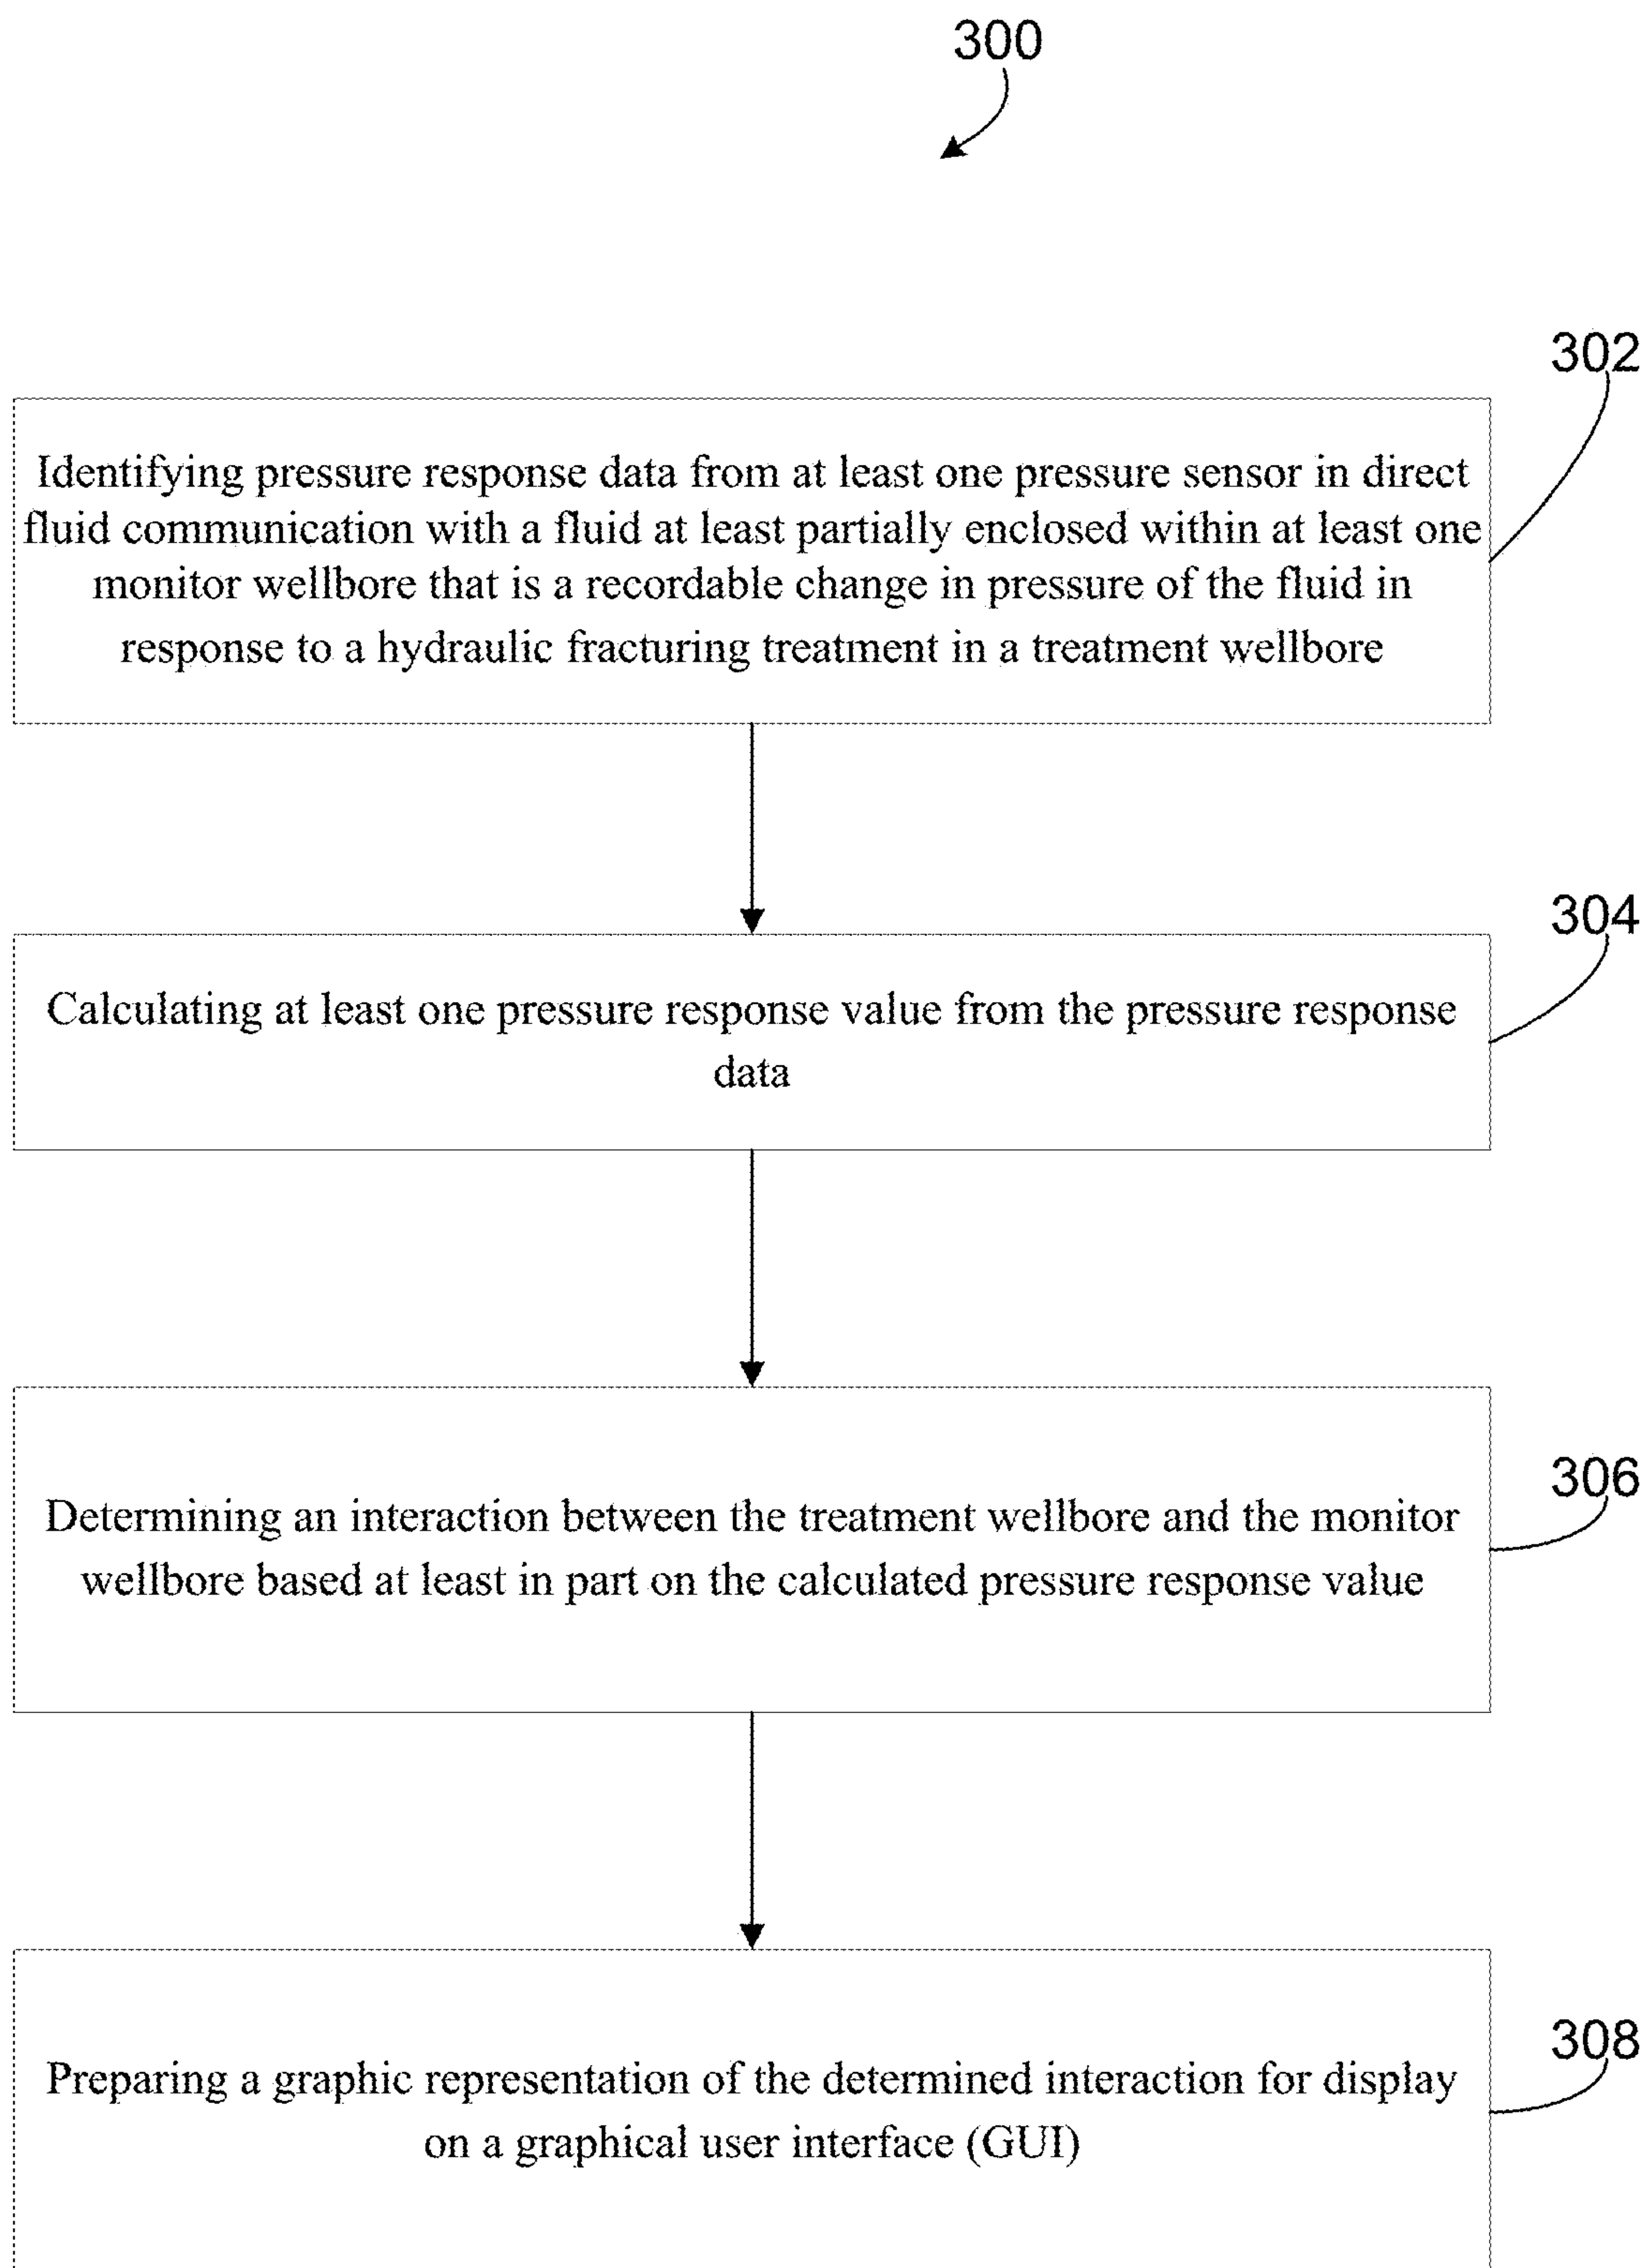 300
302
Identifying pressure response data from at least one pressure sensor in direct
fluid communication with a fluid at least partially enclosed within at least one
monitor wellbore that is a recordable change in pressure of the fluid in
response to a hydraulic fracturing treatment in a treatment wellbore
304
Calculating at least one pressure response value from the pressure response
data
306
Determining an interaction between the treatment wellbore and the monitor
wellbore based at least in part on the calculated pressure response value
308
Preparing a graphic representation of the determined interaction for display
on a graphical user interface (GUI)